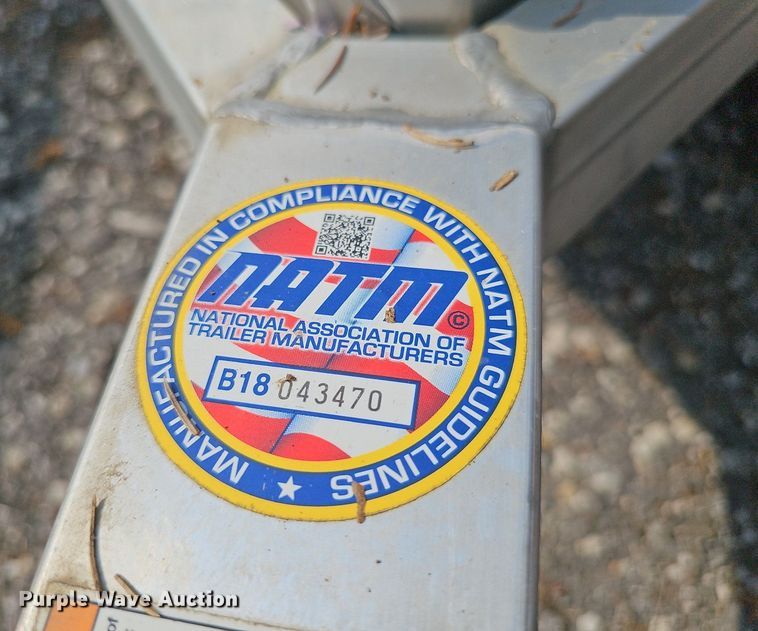 MANUFACTURED IN COMPLIANCE WITH NATM GUIDELINES
NATM ©
NATIONAL ASSOCIATION OF
TRAILER MANUFACTURERS
B18 043470
Purple Wave Auction